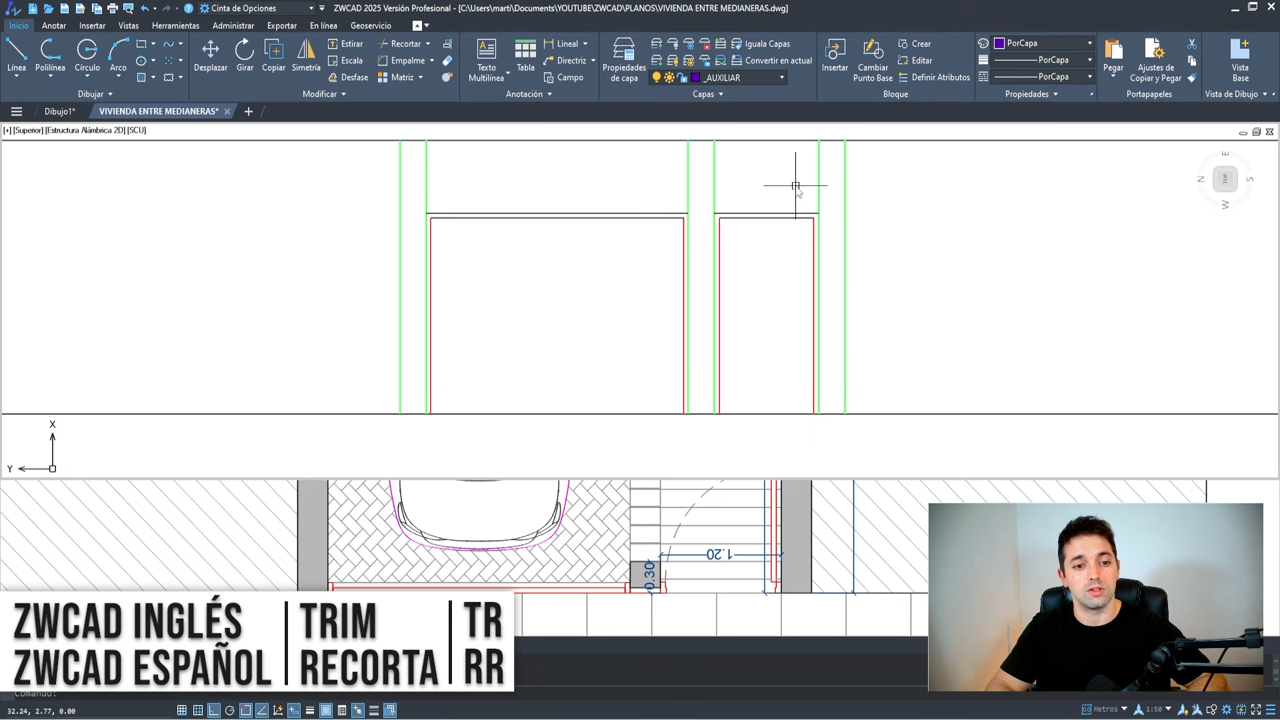 Cinta de Opciones
ZWCAD 2025 Versión Profesional - [C:\Users\marti\Documents\YOUTUBE\ZWCAD\PLANOS\VIVIENDA ENTRE MEDIANERAS.dwg]
Inicio Anotar Insertar Vistas Herramientas Administrar Exportar En línea Geoservicio
Línea Polilínea Círculo Arco
Dibujar
Desplazar Girar Copiar Simetría
Estirar Recortar
Escala Empalme
Desfase Matriz
Modificar
Texto Multilínea Tabla
Lineal
Directriz
Campo
Anotación
Propiedades de capa
Iguala Capas
Convertir en actual
_AUXILIAR
Capas
Insertar Cambiar Punto Base
Crear
Editar
Definir Atributos
Bloque
PorCapa
PorCapa
PorCapa
Propiedades
Pegar Ajustes de Copiar y Pegar
Portapapeles
Vista Base
Vista de Dibujo
Dibujo1* VIVIENDA ENTRE MEDIANERAS*
[+] [Superior] [Estructura Alámbrica 2D] [SCU]
E
N TOP S
W
X
Y
1.20
0.30
ZWCAD INGLÉS | TRIM | TR
ZWCAD ESPAÑOL | RECORTA | RR
Comando:
32.24, 2.77, 0.00
Metros 1:50